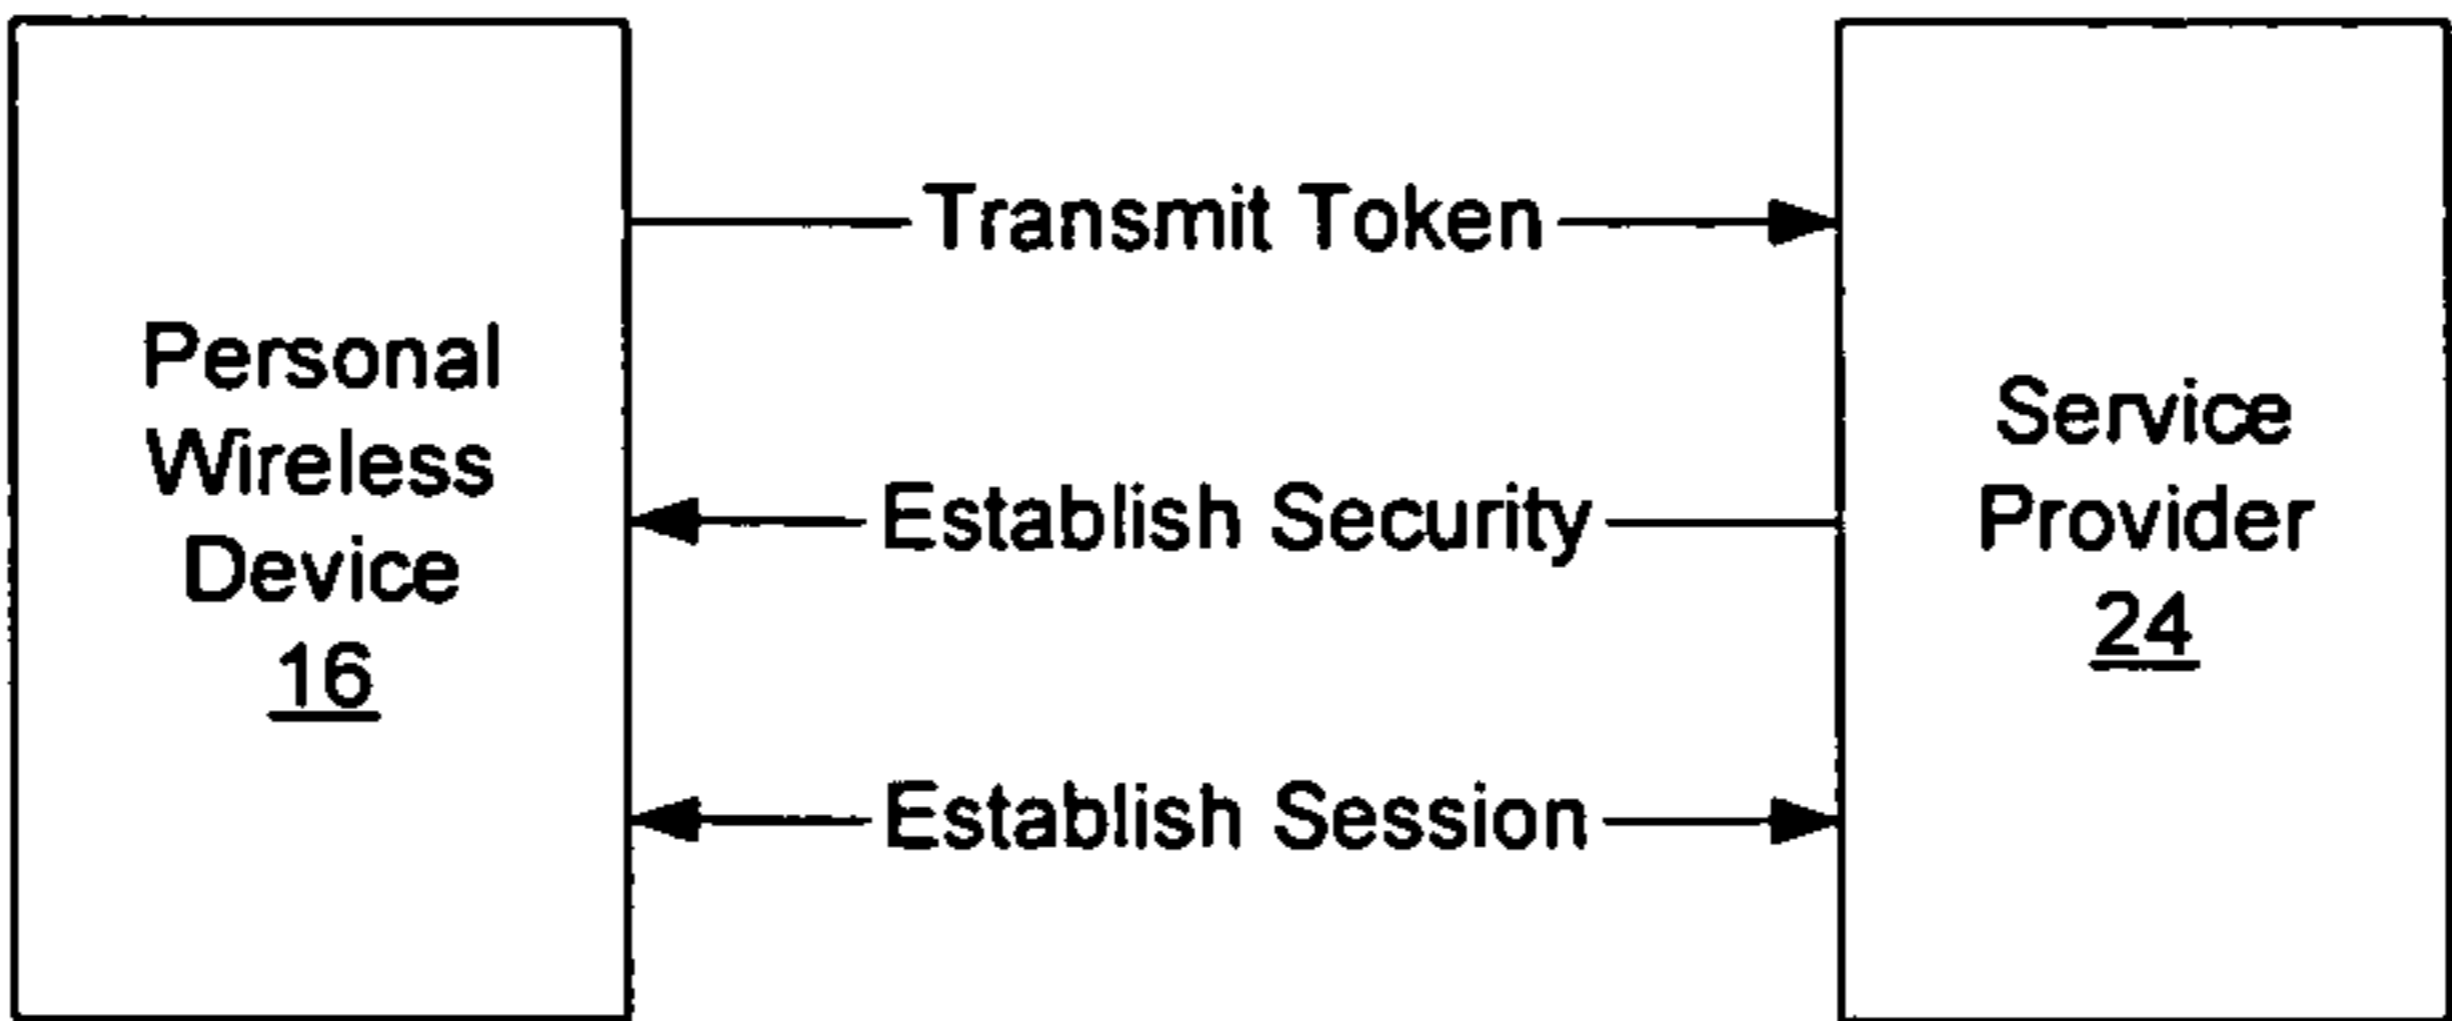 Personal
Wireless
Device
16
Transmit Token
Establish Security
Establish Session
Service
Provider
24